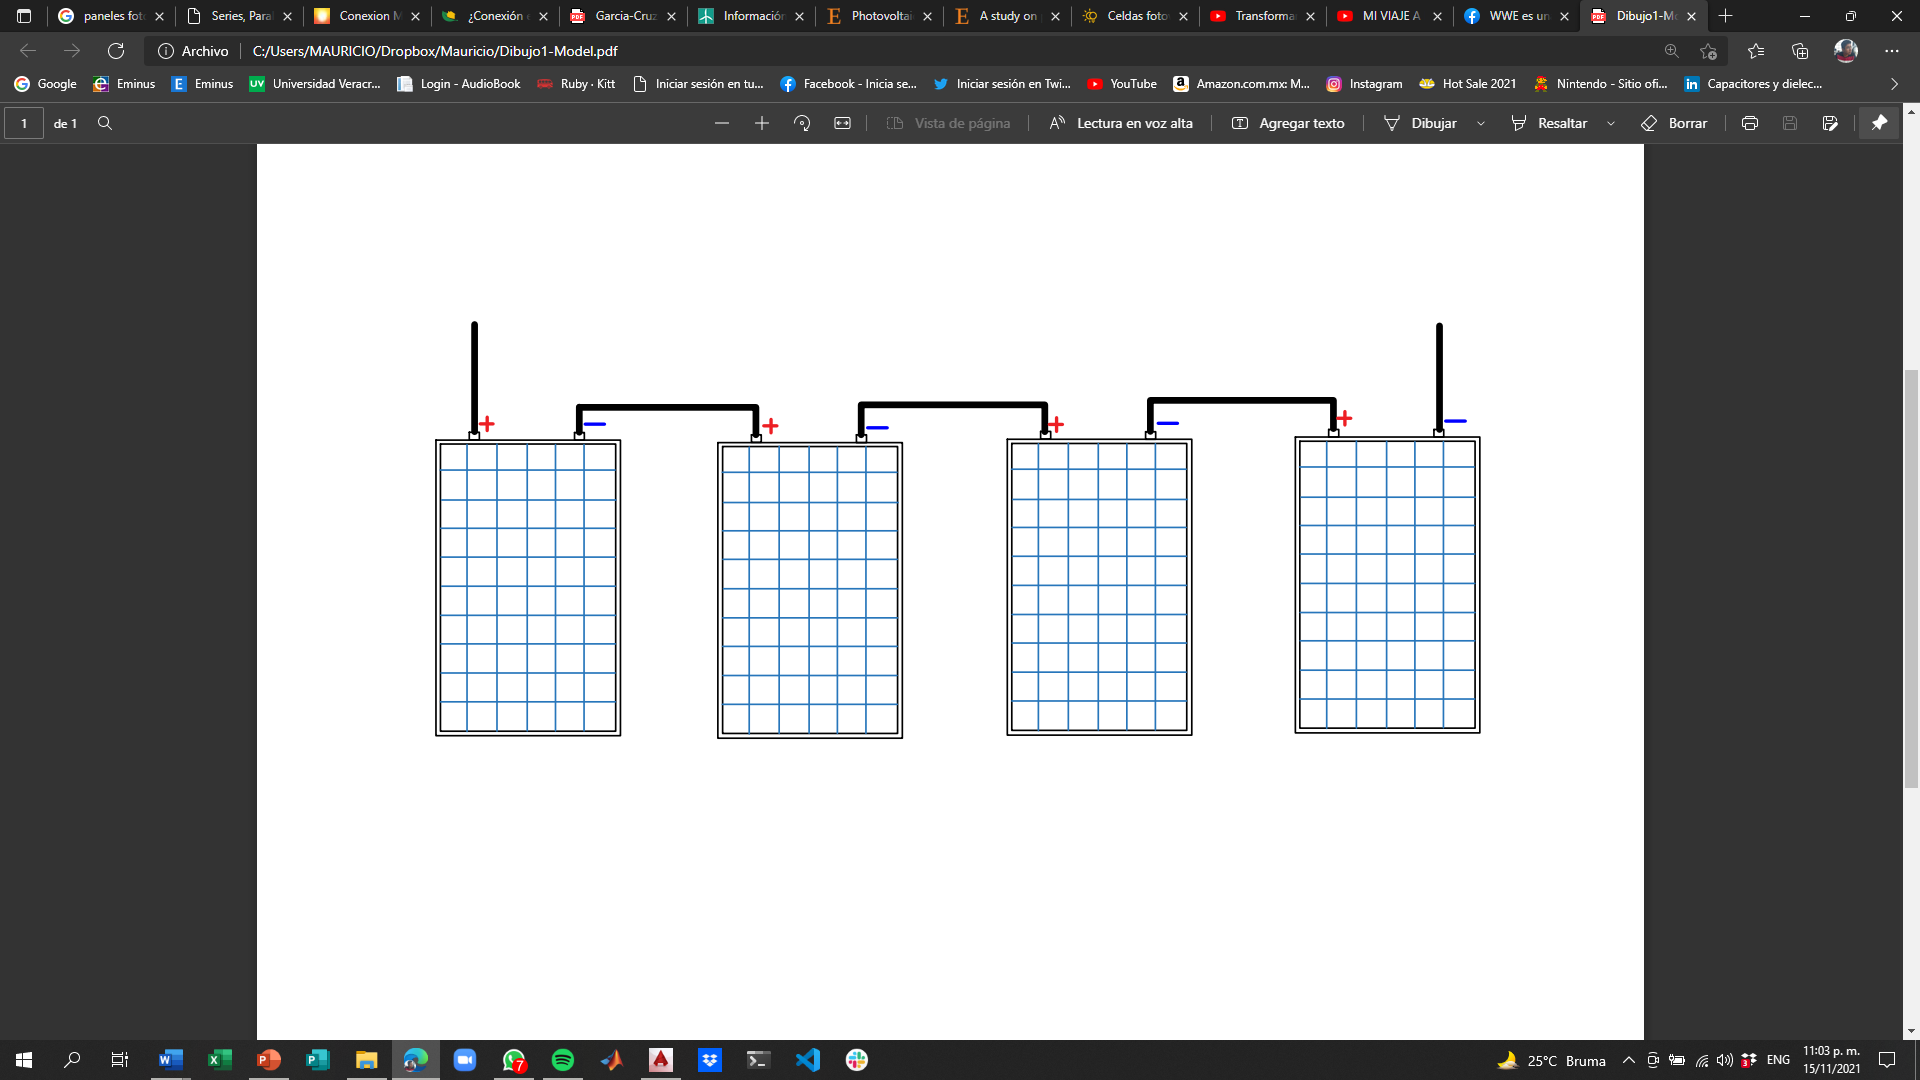 paneles fot
Series, Para
Conexion M
¿Conexión e
Garcia-Cruz
Información
Photovoltai
A study on
Celdas foto
Transforma
MI VIAJE A
WWE es un
Dibujo1-Mo
Archivo C:/Users/MAURICIO/Dropbox/Mauricio/Dibujo1-Model.pdf
Google Eminus Eminus Universidad Veracr... Login - AudioBook Ruby · Kitt Iniciar sesión en tu... Facebook - Inicia se... Iniciar sesión en Twi... YouTube Amazon.com.mx: M... Instagram Hot Sale 2021 Nintendo - Sitio ofi... Capacitores y dielec...
1 de 1 Vista de página Lectura en voz alta Agregar texto Dibujar Resaltar Borrar
+ − + − + − + −
25°C Bruma ENG 11:03 p. m.
15/11/2021